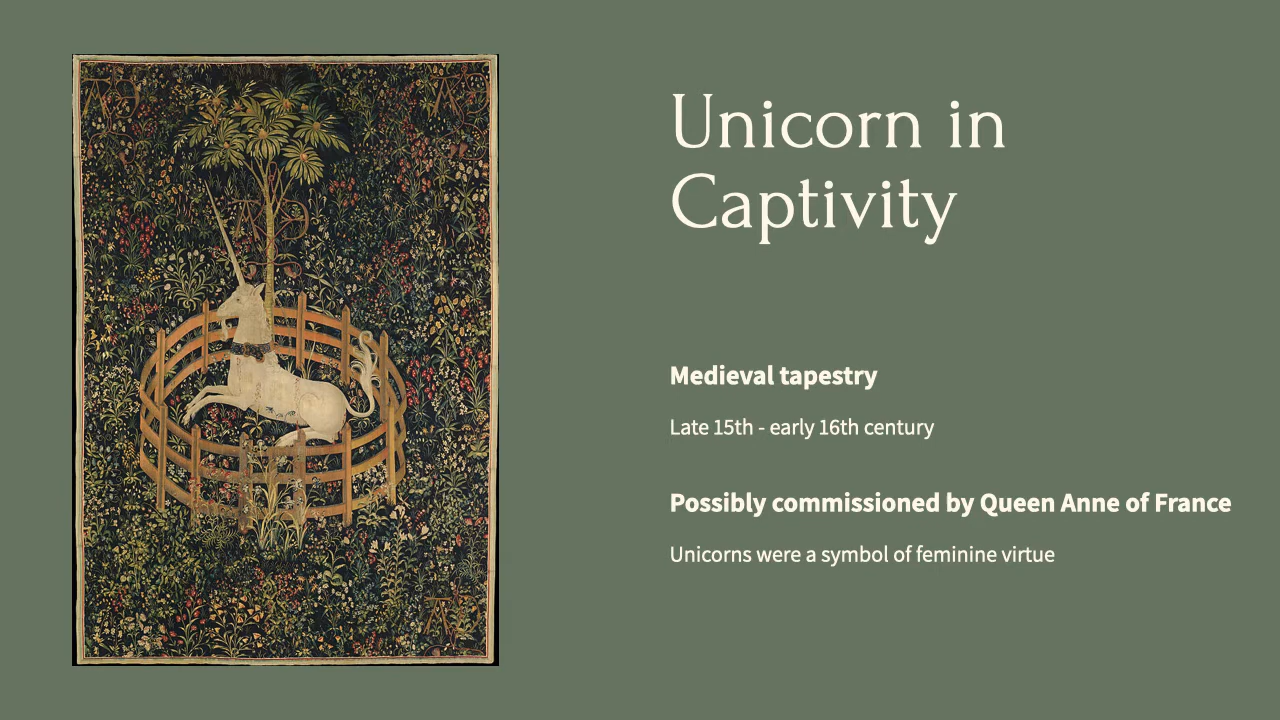 Unicorn in
Captivity
Medieval tapestry
Late 15th - early 16th century
Possibly commissioned by Queen Anne of France
Unicorns were a symbol of feminine virtue